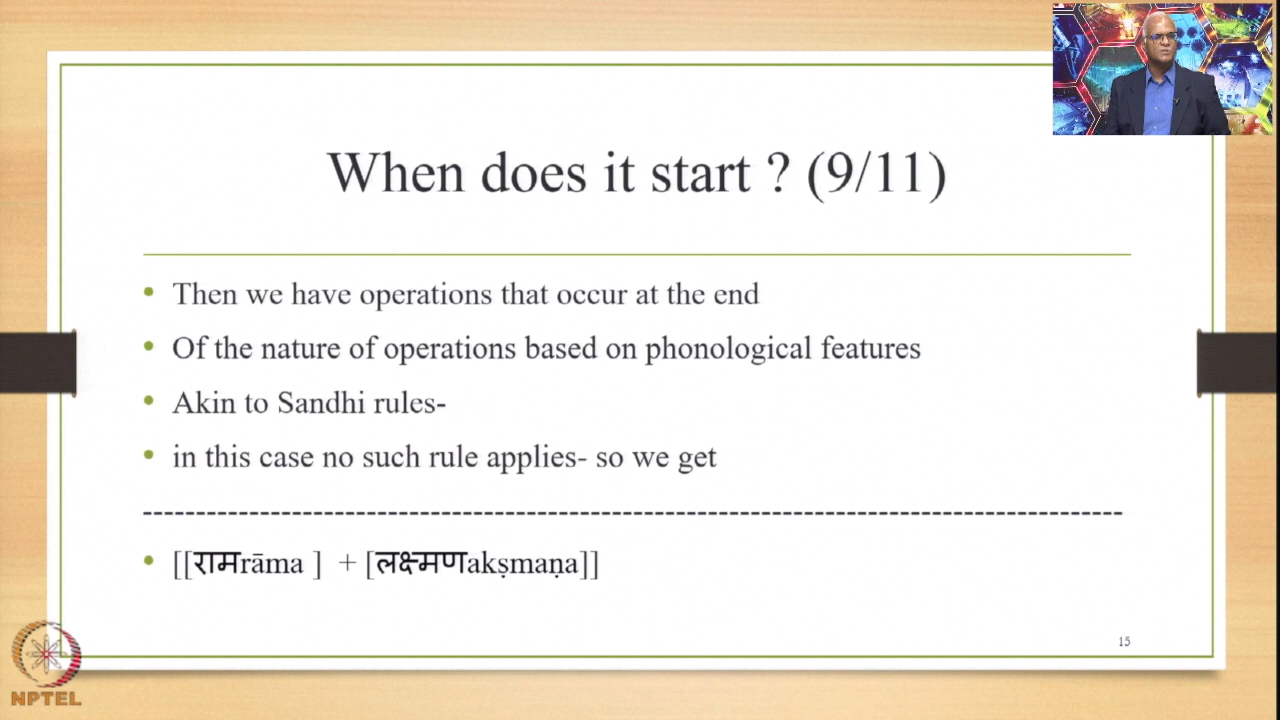 When does it start ? (9/11)
• Then we have operations that occur at the end
• Of the nature of operations based on phonological features
• Akin to Sandhi rules-
• in this case no such rule applies- so we get
--------------------------------------------------------------------------------------------
• [[रामrāma ] + [लक्ष्मणakṣmaṇa]]
15
NPTEL